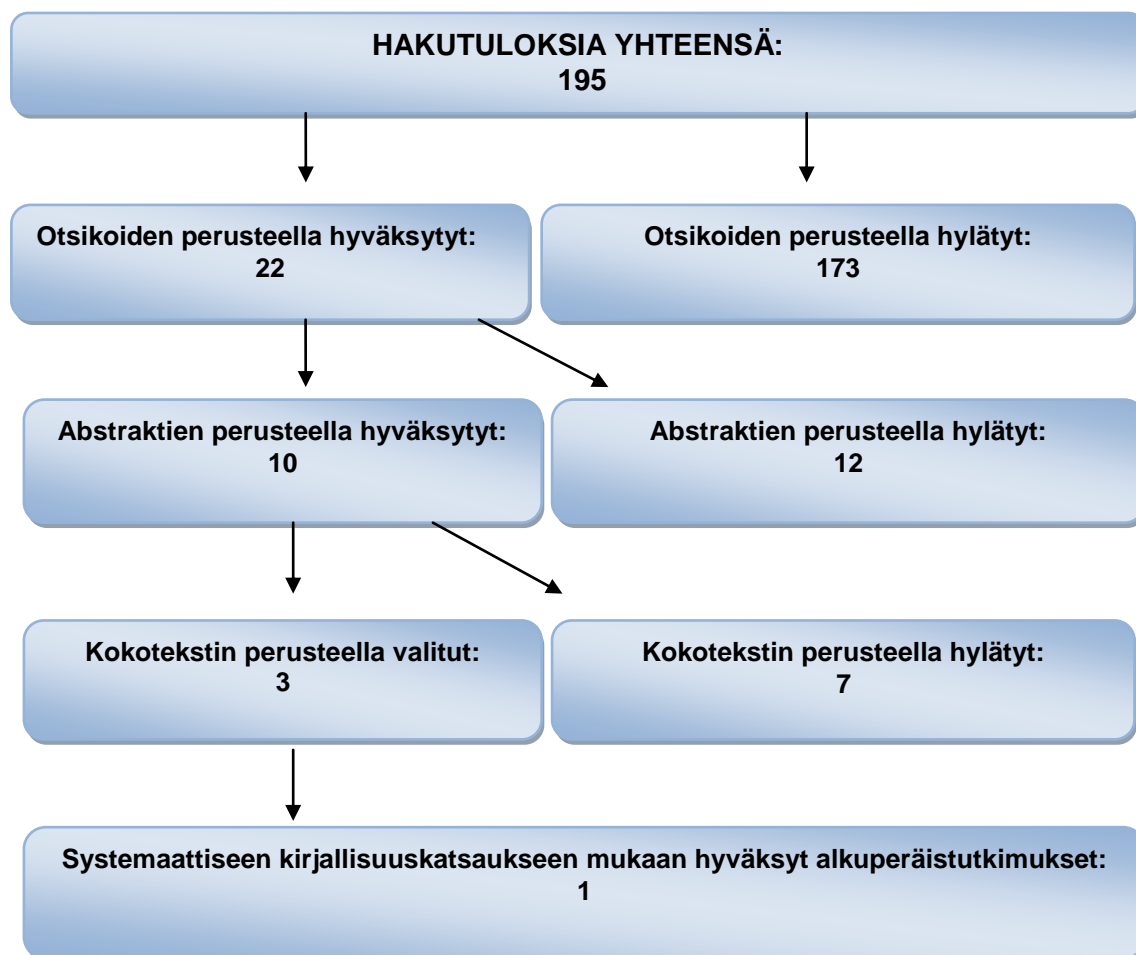 HAKUTULOKSIA YHTEENSÄ:
195
Otsikoiden perusteella hyväksytyt:
22
Otsikoiden perusteella hylätyt:
173
Abstraktien perusteella hyväksytyt:
10
Abstraktien perusteella hylätyt:
12
Kokotekstin perusteella valitut:
3
Kokotekstin perusteella hylätyt:
7
Systemaattiseen kirjallisuuskatsaukseen mukaan hyväksyt alkuperäistutkimukset:
1